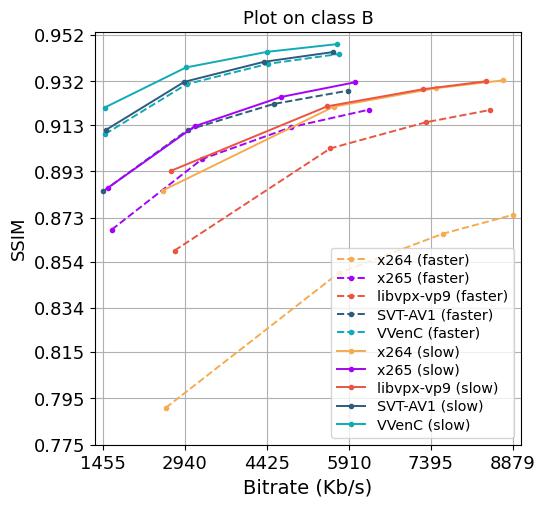 Plot on class B
SSIM
0.952
0.932
0.913
0.893
0.873
0.854
0.834
0.815
0.795
0.775
x264 (faster)
x265 (faster)
libvpx-vp9 (faster)
SVT-AV1 (faster)
VVenC (faster)
x264 (slow)
x265 (slow)
libvpx-vp9 (slow)
SVT-AV1 (slow)
VVenC (slow)
1455 2940 4425 5910 7395 8879
Bitrate (Kb/s)